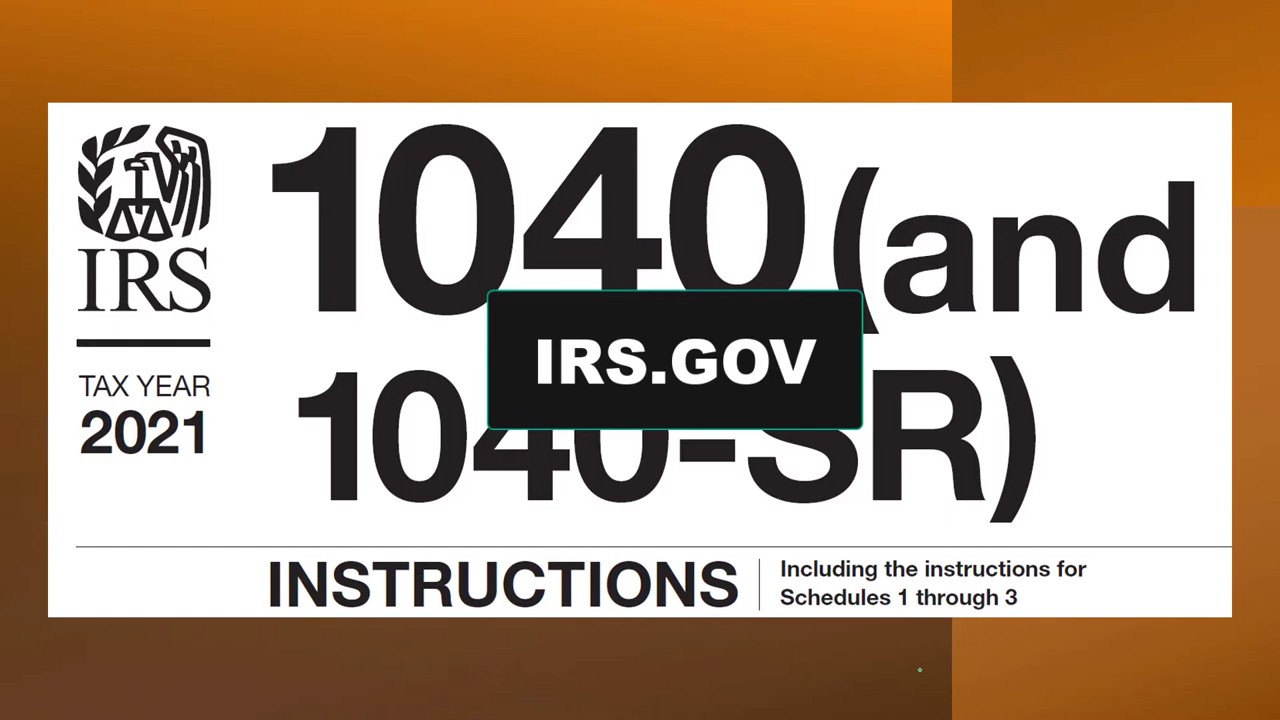 IRS
TAX YEAR
2021
1040 (and
1040-SR)
IRS.GOV
INSTRUCTIONS
Including the instructions for
Schedules 1 through 3